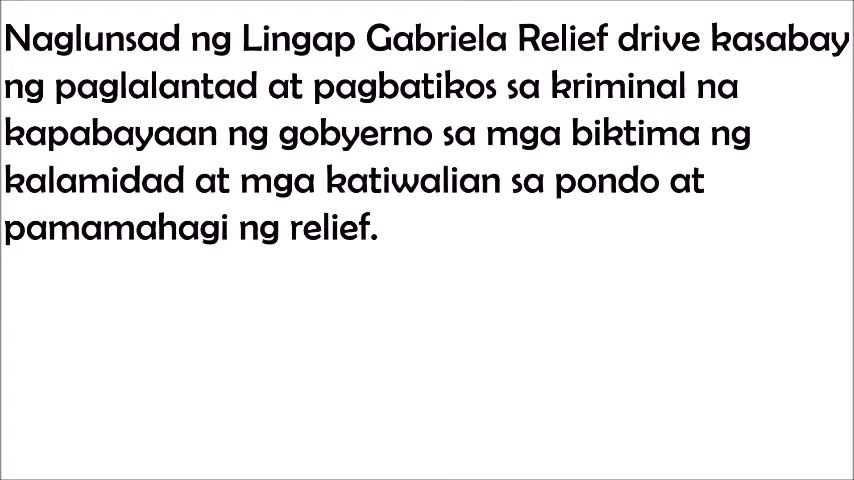 Naglunsad ng Lingap Gabriela Relief drive kasabay
ng paglalantad at pagbatikos sa kriminal na
kapabayaan ng gobyerno sa mga biktima ng
kalamidad at mga katiwalian sa pondo at
pamamahagi ng relief.